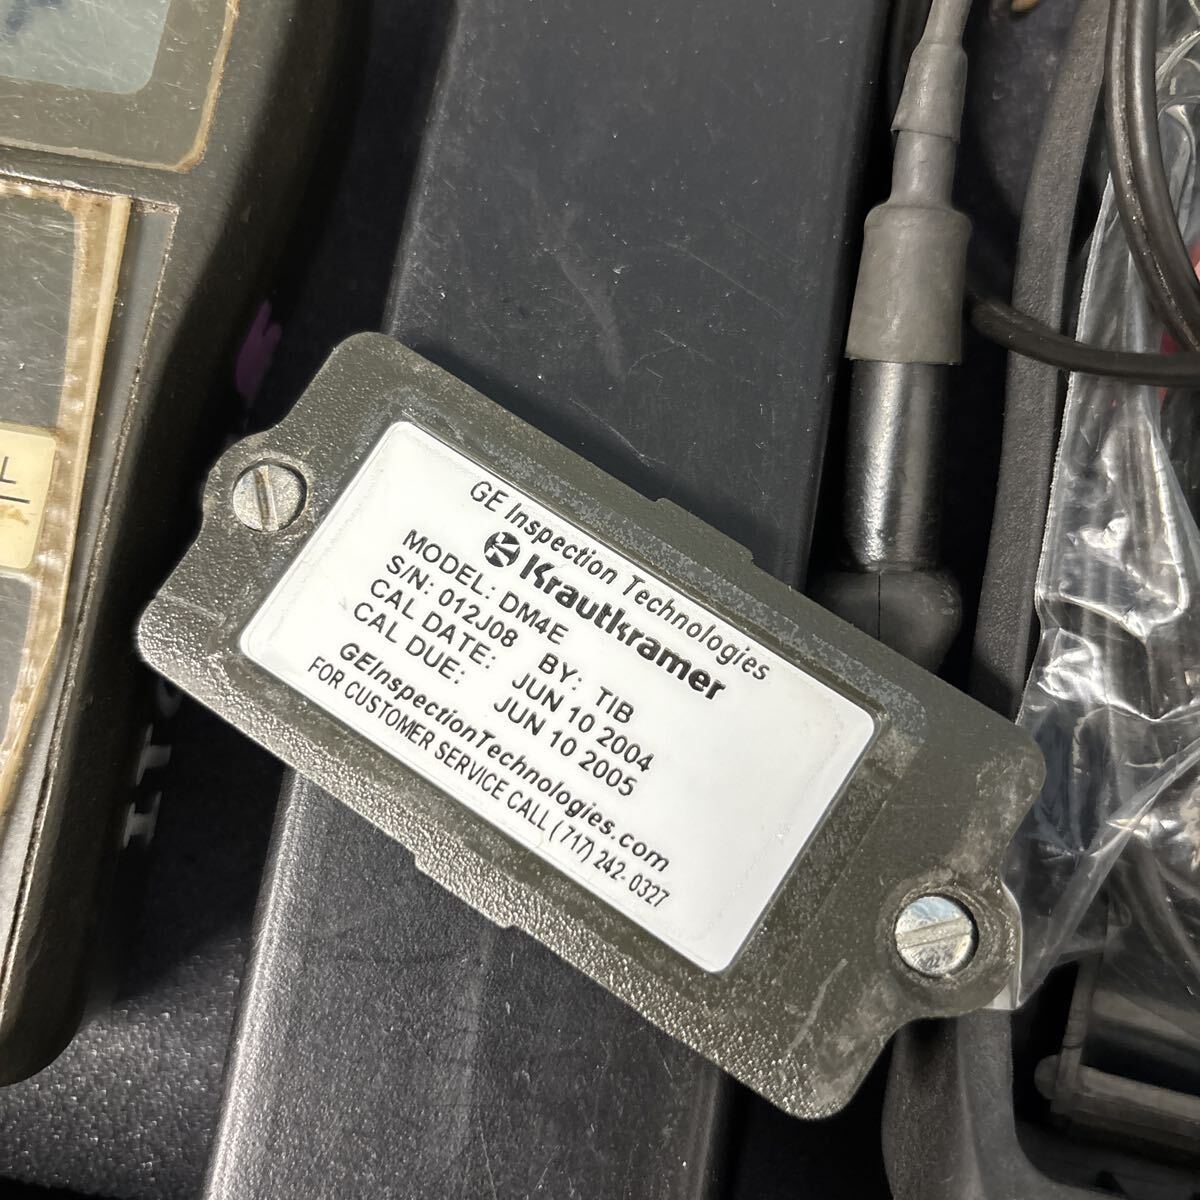 GE Inspection Technologies
Krautkramer
MODEL: DM4E
S/N: 012J08 BY: TIB
CAL DATE: JUN 10 2004
CAL DUE: JUN 10 2005
GEInspectionTechnologies.com
FOR CUSTOMER SERVICE CALL (717) 242-0327
L